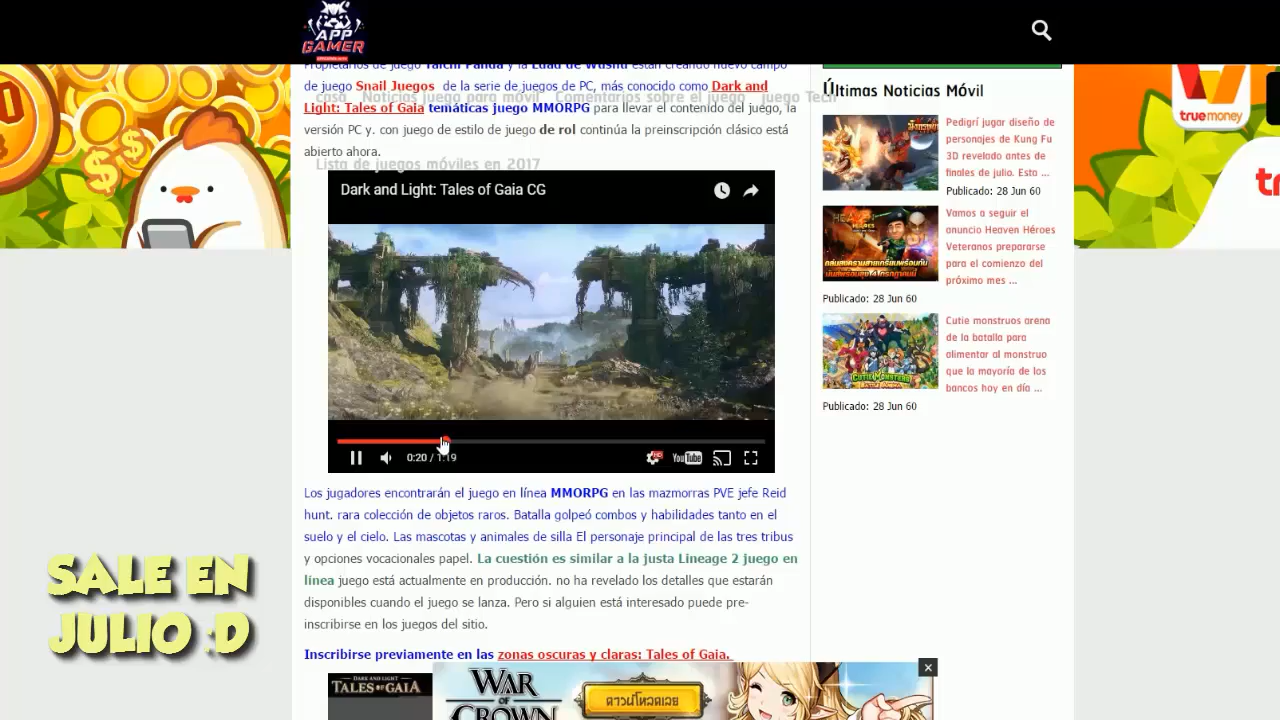 APP
GAMER
Propietarios de juego Taichi Panda y la Edad de Wushu están creando nuevo campo
de juego Snail Juegos de la serie de juegos de PC, más conocido como Dark and
casa Noticias juego para móvil Comentarios sobre el juego juego Tech
Light: Tales of Gaia temáticas juego MMORPG para llevar el contenido del juego, la
versión PC y. con juego de estilo de juego de rol continúa la preinscripción clásico está
abierto ahora.
Lista de juegos móviles en 2017
Dark and Light: Tales of Gaia CG
0:20 / 1:19
HD
YouTube
Los jugadores encontrarán el juego en línea MMORPG en las mazmorras PVE jefe Reid
hunt. rara colección de objetos raros. Batalla golpeó combos y habilidades tanto en el
suelo y el cielo. Las mascotas y animales de silla El personaje principal de las tres tribus
y opciones vocacionales papel. La cuestión es similar a la justa Lineage 2 juego en
línea juego está actualmente en producción. no ha revelado los detalles que estarán
disponibles cuando el juego se lanza. Pero si alguien está interesado puede pre-
inscribirse en los juegos del sitio.
Inscribirse previamente en las zonas oscuras y claras: Tales of Gaia.
DARK AND LIGHT
TALES OF GAIA
WAR
OF
CROWN
ดาวน์โหลดเลย
Últimas Noticias Móvil
Pedigrí jugar diseño de
personajes de Kung Fu
3D revelado antes de
finales de julio. Esta ...
Publicado: 28 Jun 60
Vamos a seguir el
anuncio Heaven Héroes
Veteranos prepararse
para el comienzo del
próximo mes ...
Publicado: 28 Jun 60
Cutie monstruos arena
de la batalla para
alimentar al monstruo
que la mayoría de los
bancos hoy en día ...
Publicado: 28 Jun 60
CUTIE MONSTERS
BATTLE ARENA
true money
SALE EN
JULIO :D